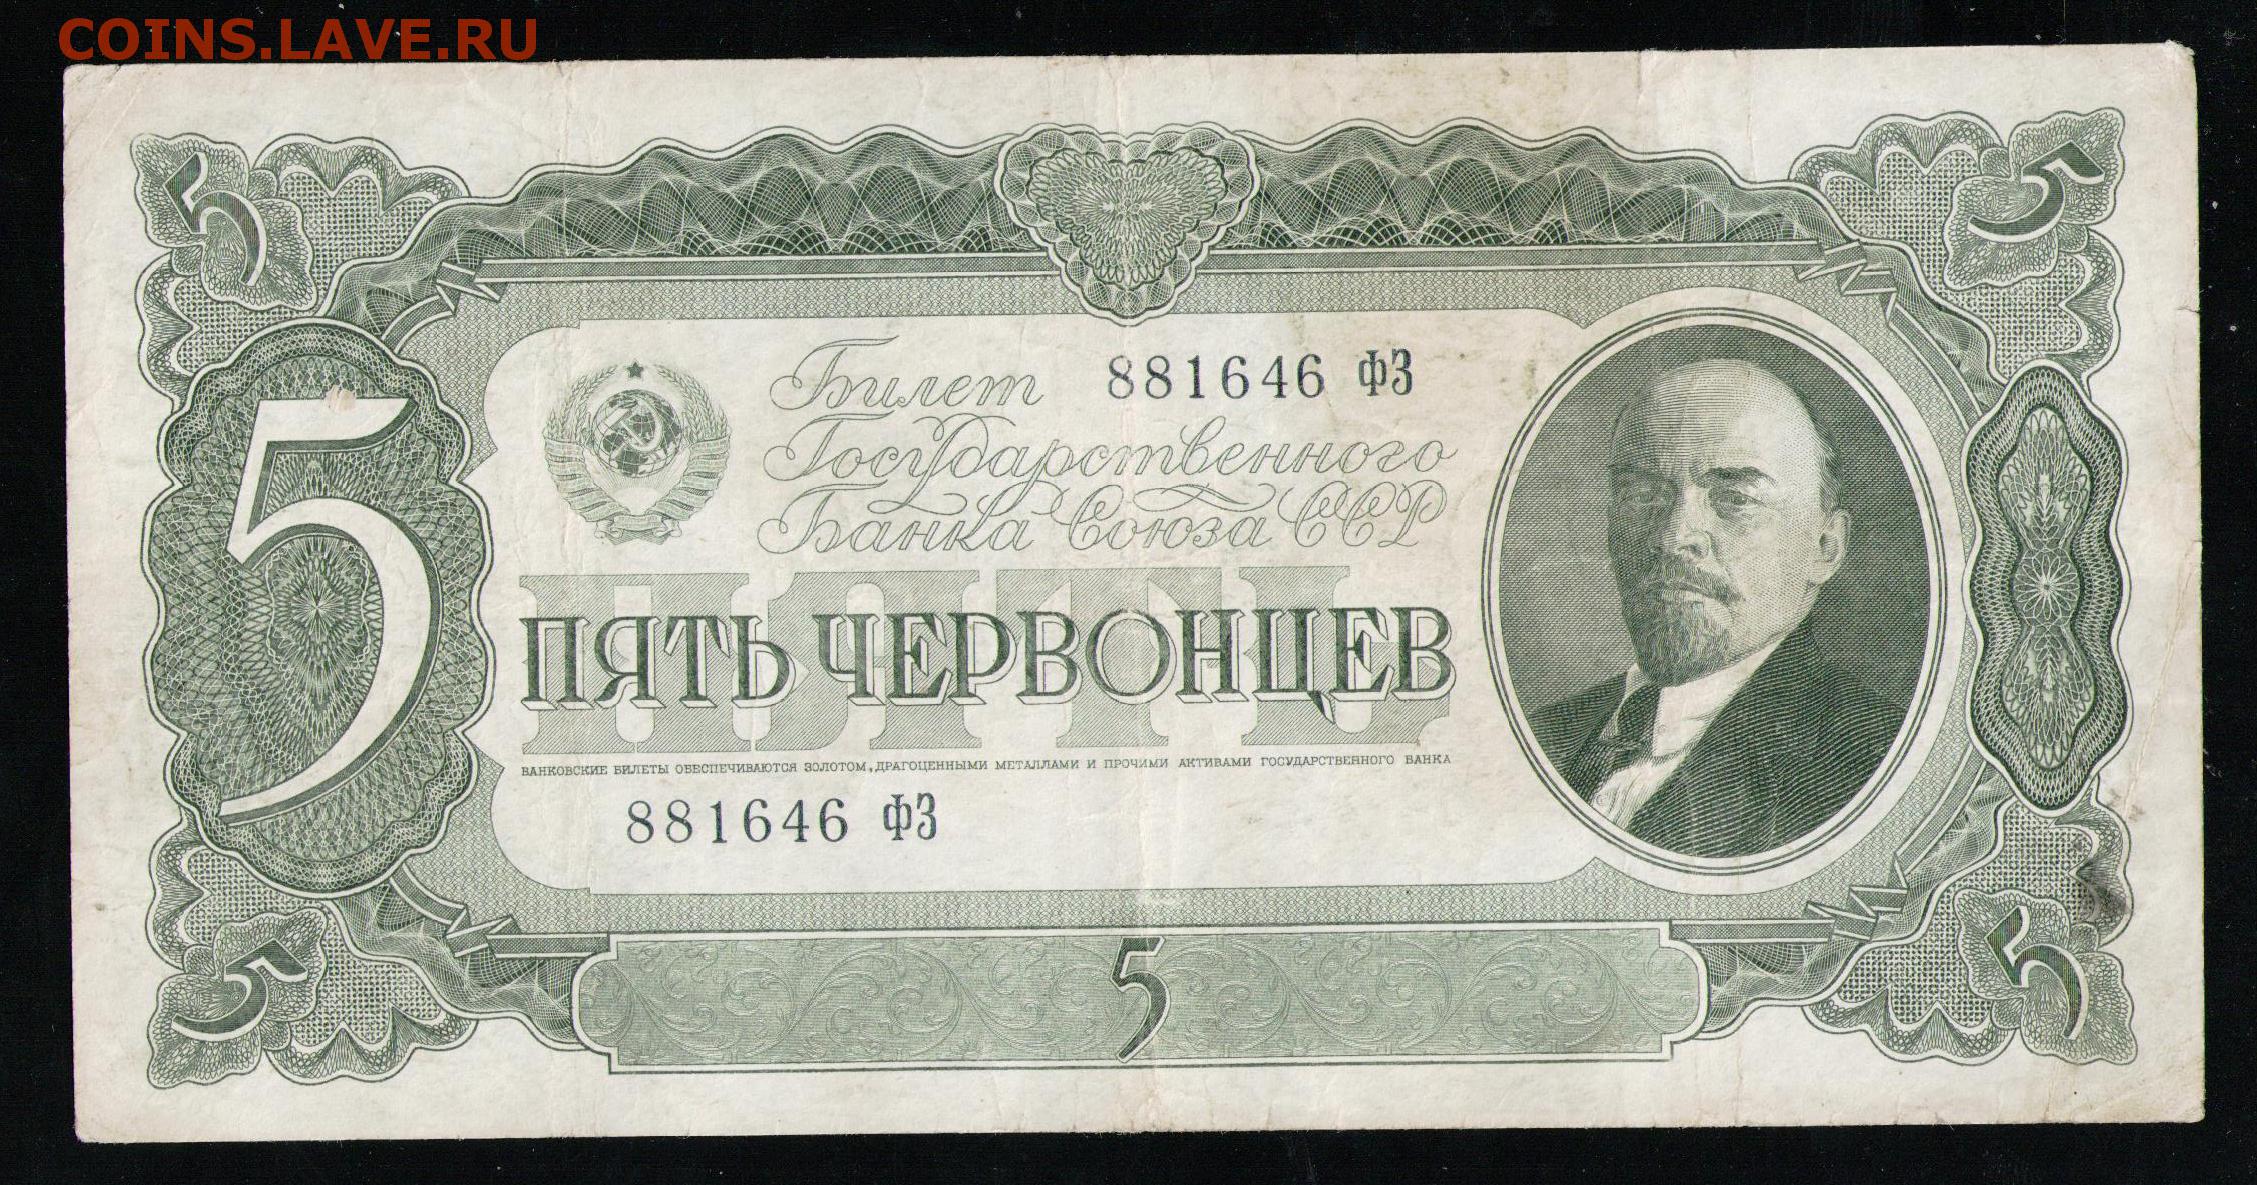 COINS.LAVE.RU
5 5
Билет 881646 ФЗ
Государственного
Банка Союза ССР
5
ПЯТЬ
ПЯТЬ ЧЕРВОНЦЕВ
БАНКОВСКИЕ БИЛЕТЫ ОБЕСПЕЧИВАЮТСЯ ЗОЛОТОМ, ДРАГОЦЕННЫМИ МЕТАЛЛАМИ И ПРОЧИМИ АКТИВАМИ ГОСУДАРСТВЕННОГО БАНКА
881646 ФЗ
5 5 5